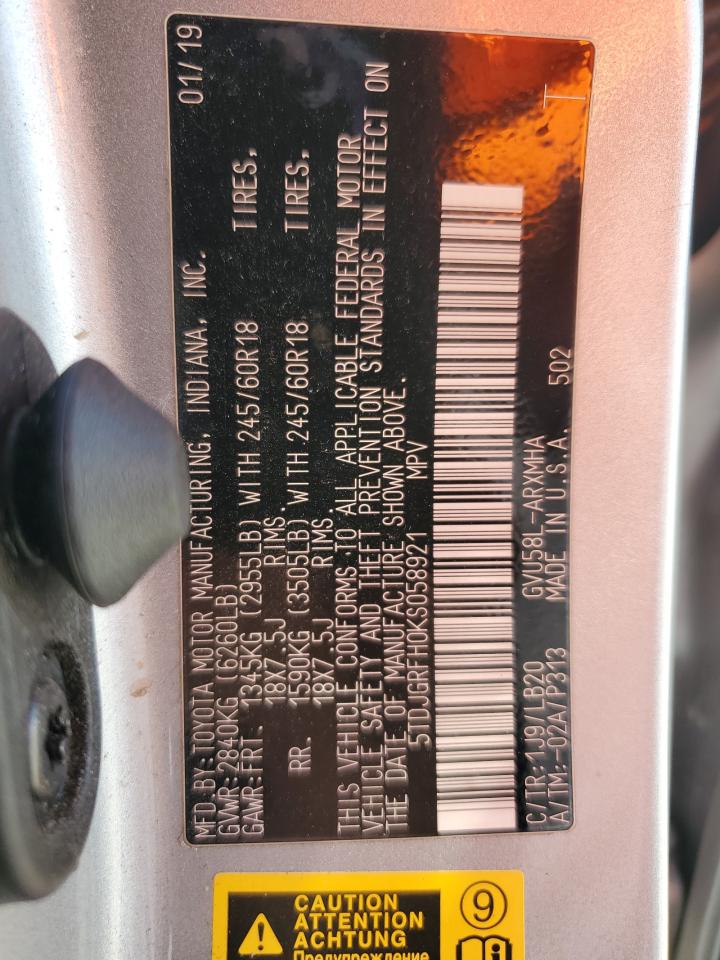 MFD. BY: TOYOTA MOTOR MANUFACTURING, INDIANA, INC. 01/19
GVWR: 2840KG (6260LB)
GAWR: FRT. 1345KG (2955LB) WITH 245/60R18 TIRES,
18X7.5J RIMS.
RR. 1590KG (3505LB) WITH 245/60R18 TIRES,
18X7.5J RIMS.
THIS VEHICLE CONFORMS TO ALL APPLICABLE FEDERAL MOTOR
VEHICLE SAFETY AND THEFT PREVENTION STANDARDS IN EFFECT ON
THE DATE OF MANUFACTURE SHOWN ABOVE.
5TDJGRFH0KS058921 MPV
C/TR: 1J9/LB20 GVU58L-ARXMHA
A/TM: -02A/P313 MADE IN U.S.A. 502
CAUTION
ATTENTION
ACHTUNG
Предупреждение
9